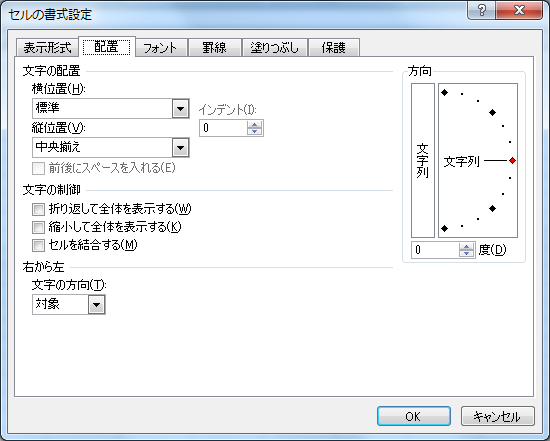 セルの書式設定
表示形式 配置 フォント 罫線 塗りつぶし 保護
文字の配置
横位置(H):
標準
インデント(I):
縦位置(V):
0
中央揃え
前後にスペースを入れる(E)
文字の制御
折り返して全体を表示する(W)
縮小して全体を表示する(K)
セルを結合する(M)
右から左
文字の方向(T):
対象
方向
文字列
文字列
0 度(D)
OK キャンセル